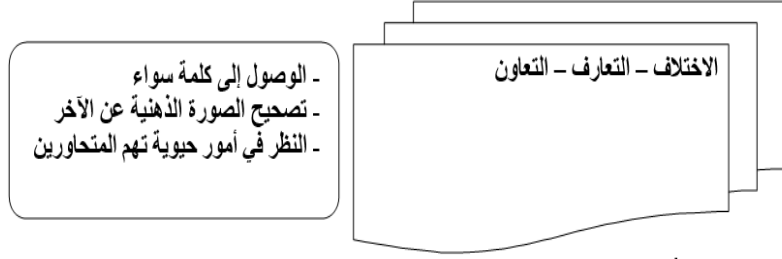 الاختلاف – التعارف – التعاون
- الوصول إلى كلمة سواء
- تصحيح الصورة الذهنية عن الآخر
- النظر في أمور حيوية تهم المتحاورين